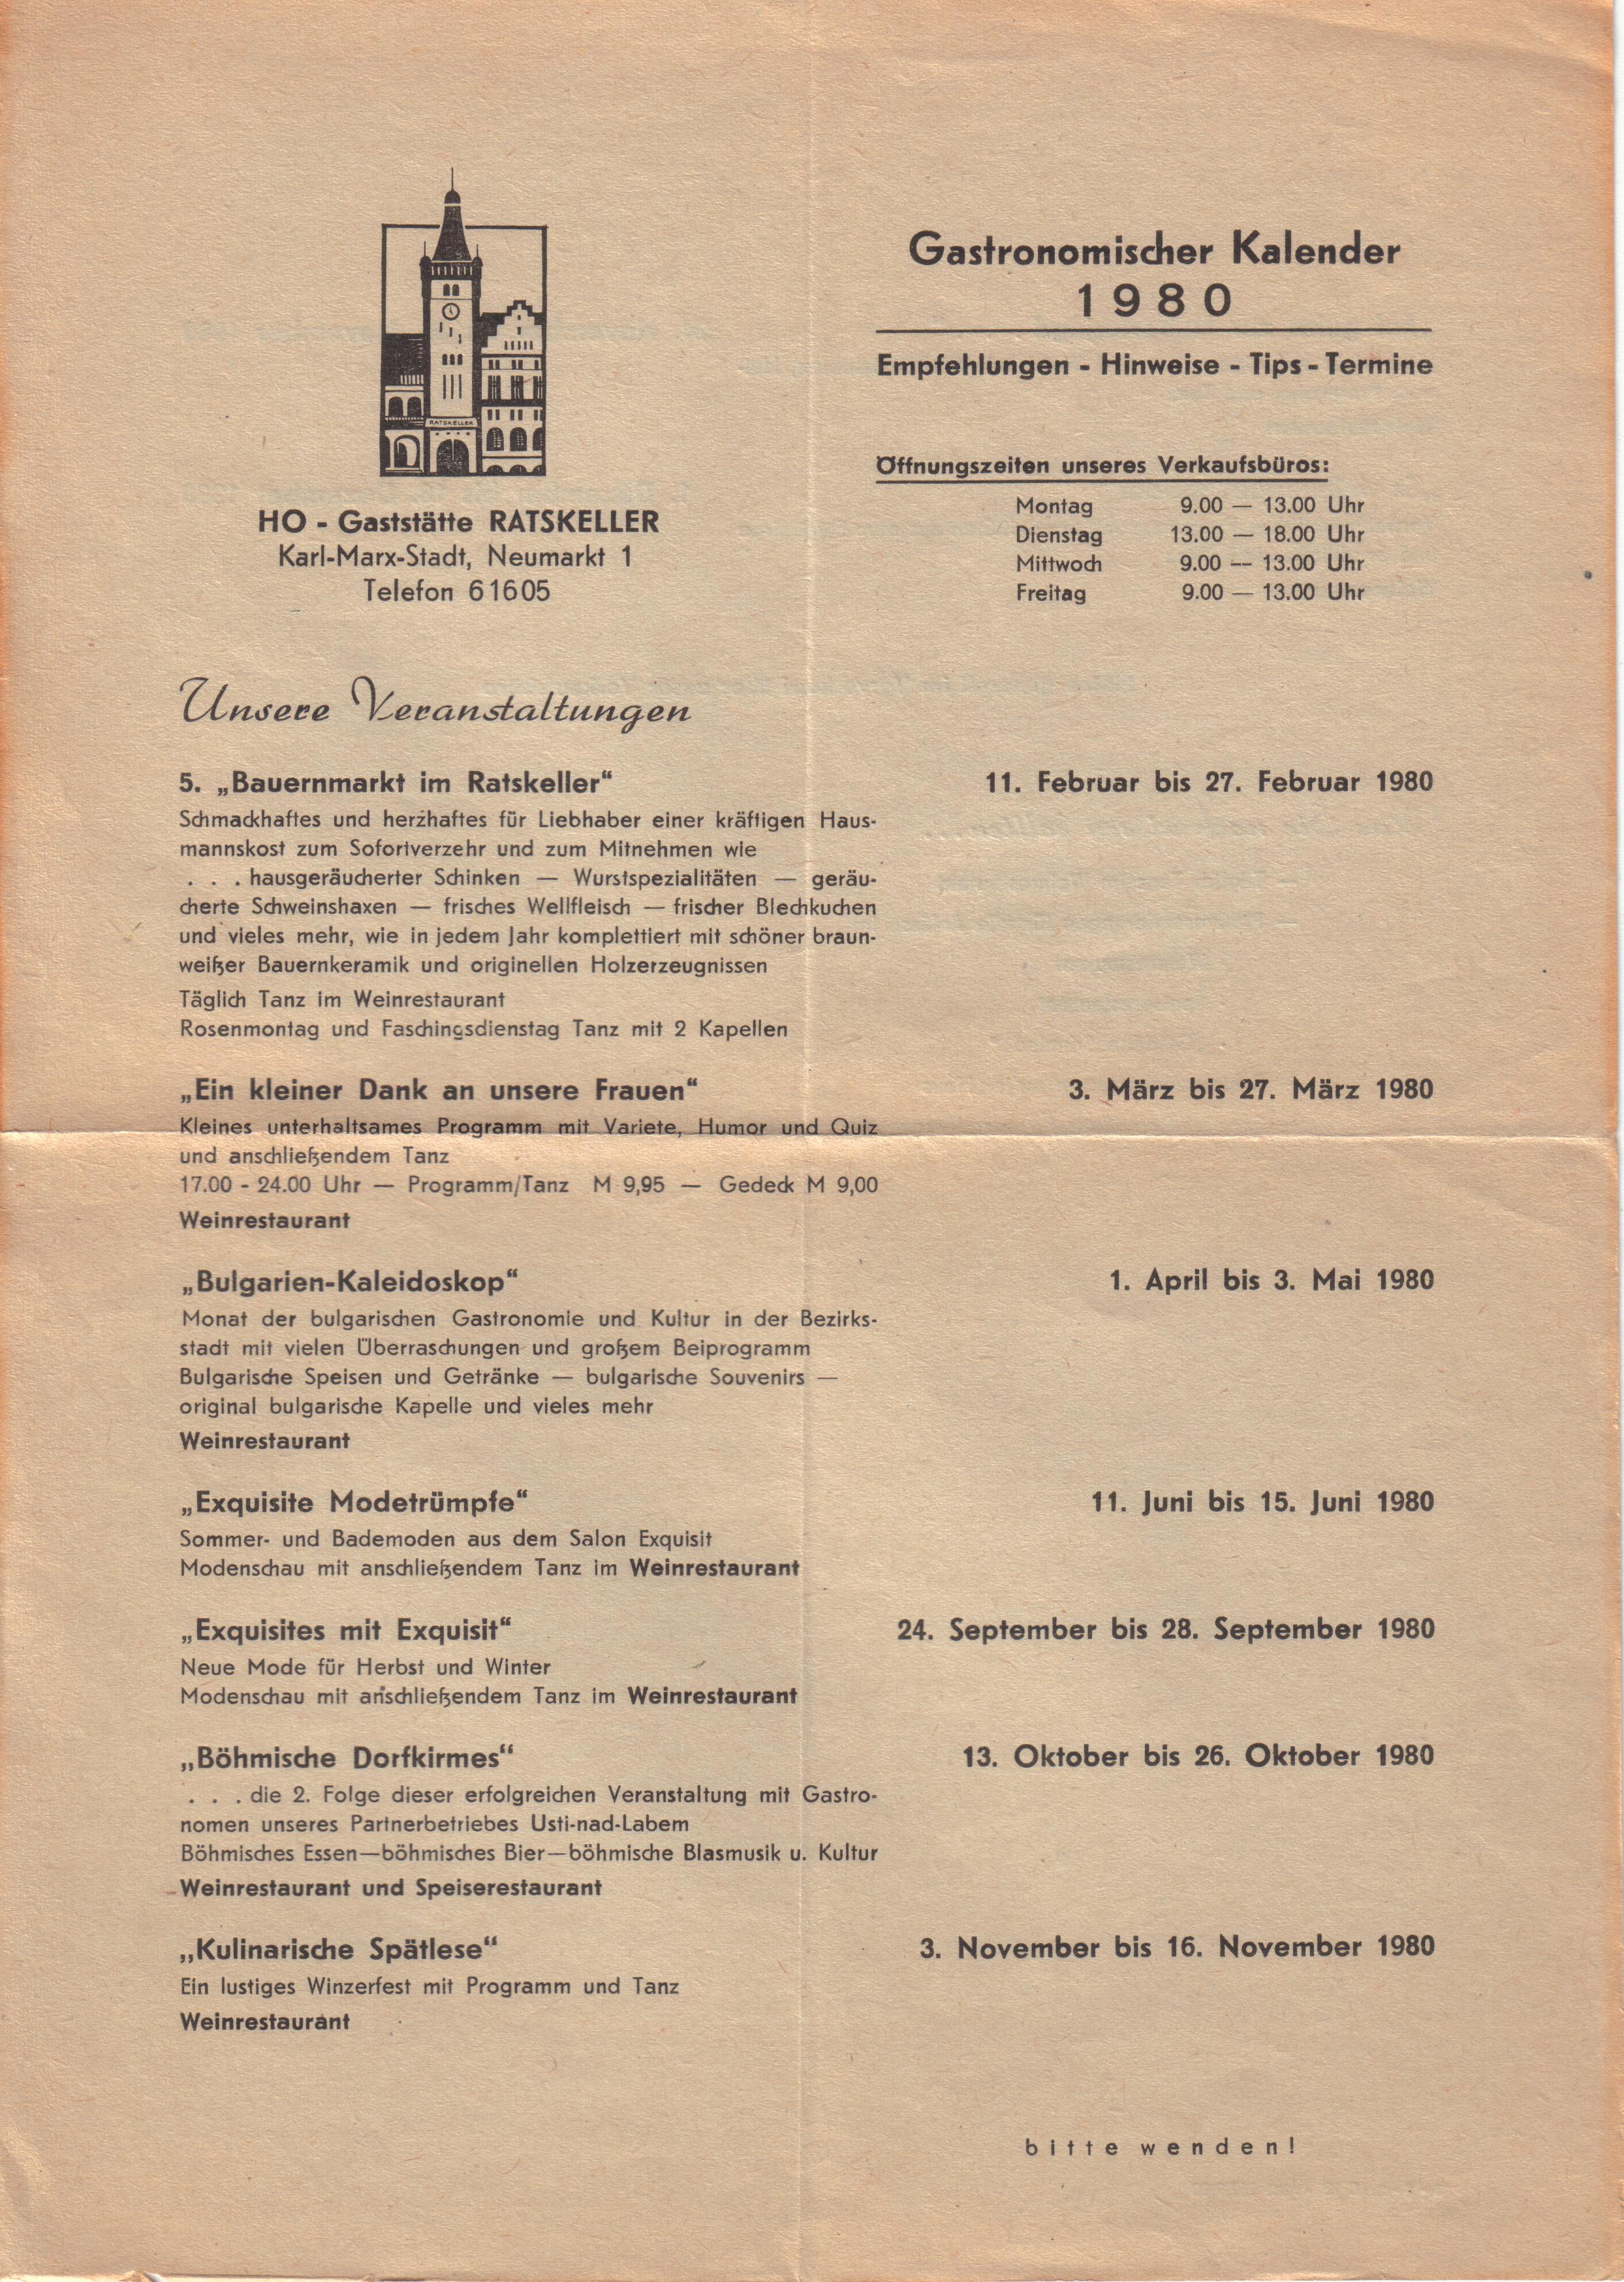 RATSKELLER
HO - Gaststätte RATSKELLER
Karl-Marx-Stadt, Neumarkt 1
Telefon 61605
Gastronomischer Kalender
1980
Empfehlungen - Hinweise - Tips - Termine
Öffnungszeiten unseres Verkaufsbüros:
Montag 9.00 — 13.00 Uhr
Dienstag 13.00 — 18.00 Uhr
Mittwoch 9.00 — 13.00 Uhr
Freitag 9.00 — 13.00 Uhr
Unsere Veranstaltungen
5. „Bauernmarkt im Ratskeller“ 11. Februar bis 27. Februar 1980
Schmackhaftes und herzhaftes für Liebhaber einer kräftigen Haus-
mannskost zum Sofortverzehr und zum Mitnehmen wie
. . . hausgeräucherter Schinken — Wurstspezialitäten — geräu-
cherte Schweinshaxen — frisches Wellfleisch — frischer Blechkuchen
und vieles mehr, wie in jedem Jahr komplettiert mit schöner braun-
weißer Bauernkeramik und originellen Holzerzeugnissen
Täglich Tanz im Weinrestaurant
Rosenmontag und Faschingsdienstag Tanz mit 2 Kapellen
„Ein kleiner Dank an unsere Frauen“ 3. März bis 27. März 1980
Kleines unterhaltsames Programm mit Variete, Humor und Quiz
und anschließendem Tanz
17.00 - 24.00 Uhr — Programm/Tanz M 9,95 — Gedeck M 9,00
Weinrestaurant
„Bulgarien-Kaleidoskop“ 1. April bis 3. Mai 1980
Monat der bulgarischen Gastronomie und Kultur in der Bezirks-
stadt mit vielen Überraschungen und großem Beiprogramm
Bulgarische Speisen und Getränke — bulgarische Souvenirs —
original bulgarische Kapelle und vieles mehr
Weinrestaurant
„Exquisite Modetrümpfe“ 11. Juni bis 15. Juni 1980
Sommer- und Bademoden aus dem Salon Exquisit
Modenschau mit anschließendem Tanz im Weinrestaurant
„Exquisites mit Exquisit“ 24. September bis 28. September 1980
Neue Mode für Herbst und Winter
Modenschau mit anschließendem Tanz im Weinrestaurant
„Böhmische Dorfkirmes“ 13. Oktober bis 26. Oktober 1980
. . . die 2. Folge dieser erfolgreichen Veranstaltung mit Gastro-
nomen unseres Partnerbetriebes Usti-nad-Labem
Böhmisches Essen—böhmisches Bier—böhmische Blasmusik u. Kultur
Weinrestaurant und Speiserestaurant
„Kulinarische Spätlese“ 3. November bis 16. November 1980
Ein lustiges Winzerfest mit Programm und Tanz
Weinrestaurant
bitte wenden!